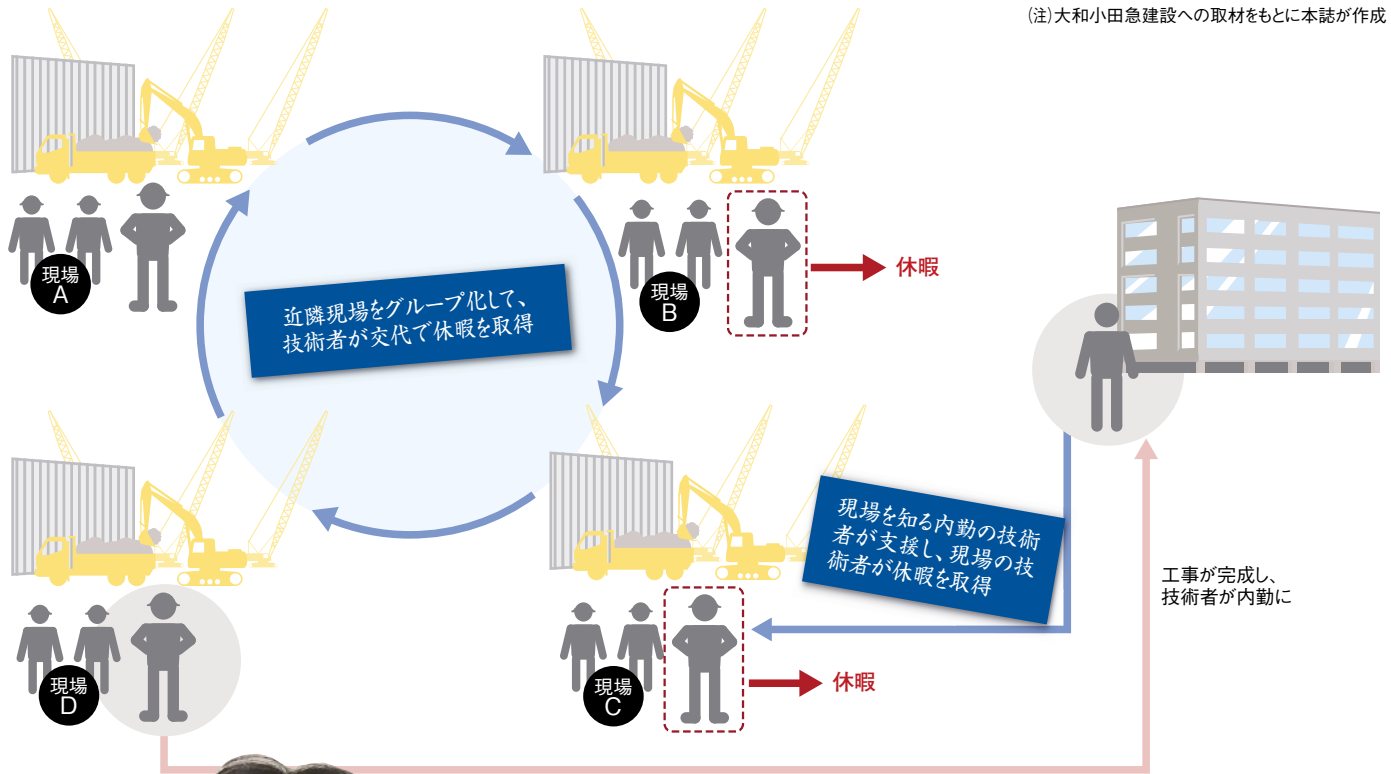 (注)大和小田急建設への取材をもとに本誌が作成
現場
A
現場
B
休暇
近隣現場をグループ化して、
技術者が交代で休暇を取得
現場を知る内勤の技術
者が支援し、現場の技
術者が休暇を取得
工事が完成し、
技術者が内勤に
現場
D
現場
C
休暇